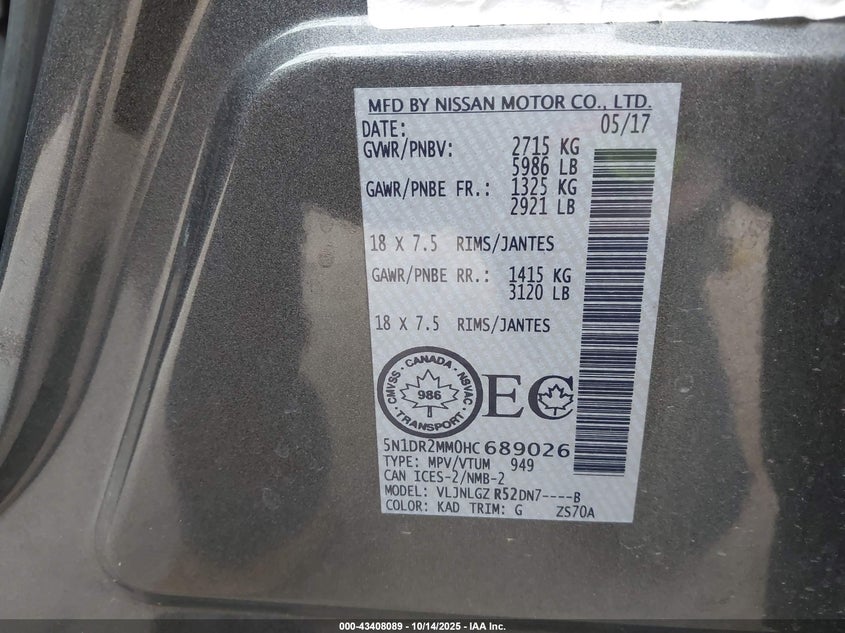 MFD BY NISSAN MOTOR CO., LTD.
DATE: 05/17
GVWR/PNBV: 2715 KG
5986 LB
GAWR/PNBE FR.: 1325 KG
2921 LB
18 X 7.5 RIMS/JANTES
GAWR/PNBE RR.: 1415 KG
3120 LB
18 X 7.5 RIMS/JANTES
CMVSS · CANADA · NSVAC · TRANSPORT ·
986
EC
5N1DR2MM0HC689026
TYPE: MPV/VTUM 949
CAN ICES-2/NMB-2
MODEL: VLJNLGZ R52DN7----B
COLOR: KAD TRIM: G ZS70A
000-43408089 - 10/14/2025 - IAA Inc.